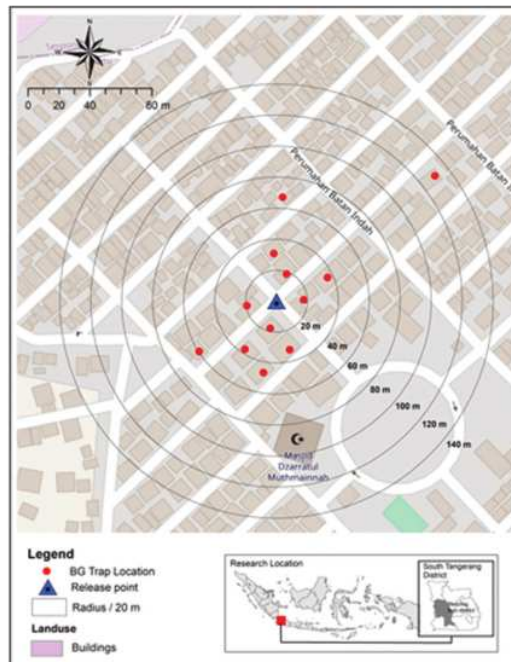 N
0 20 40 60 m
Perumahan Batan Indah
Perumahan Batan
20 m
40 m
60 m
80 m
100 m
120 m
140 m
Masjid
Dzarratul
Muthmainnah
Legend
BG Trap Location
Release point
Radius / 20 m
Landuse
Buildings
Research Location
South Tangerang
District